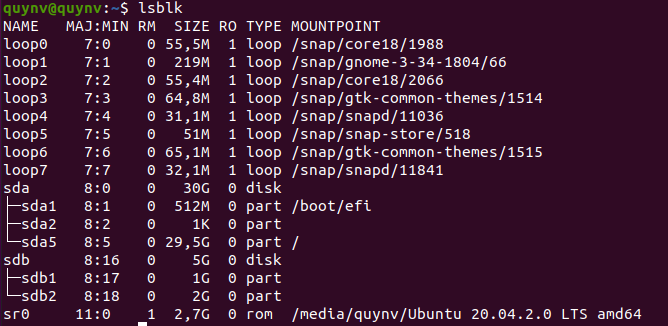 quynv@quynv:~$ lsblk
NAME   MAJ:MIN RM  SIZE RO TYPE MOUNTPOINT
loop0    7:0    0 55,5M  1 loop /snap/core18/1988
loop1    7:1    0  219M  1 loop /snap/gnome-3-34-1804/66
loop2    7:2    0 55,4M  1 loop /snap/core18/2066
loop3    7:3    0 64,8M  1 loop /snap/gtk-common-themes/1514
loop4    7:4    0 31,1M  1 loop /snap/snapd/11036
loop5    7:5    0   51M  1 loop /snap/snap-store/518
loop6    7:6    0 65,1M  1 loop /snap/gtk-common-themes/1515
loop7    7:7    0 32,1M  1 loop /snap/snapd/11841
sda      8:0    0   30G  0 disk
├─sda1   8:1    0  512M  0 part /boot/efi
├─sda2   8:2    0    1K  0 part
└─sda5   8:5    0 29,5G  0 part /
sdb      8:16   0    5G  0 disk
├─sdb1   8:17   0    1G  0 part
└─sdb2   8:18   0    2G  0 part
sr0     11:0    1  2,7G  0 rom  /media/quynv/Ubuntu 20.04.2.0 LTS amd64